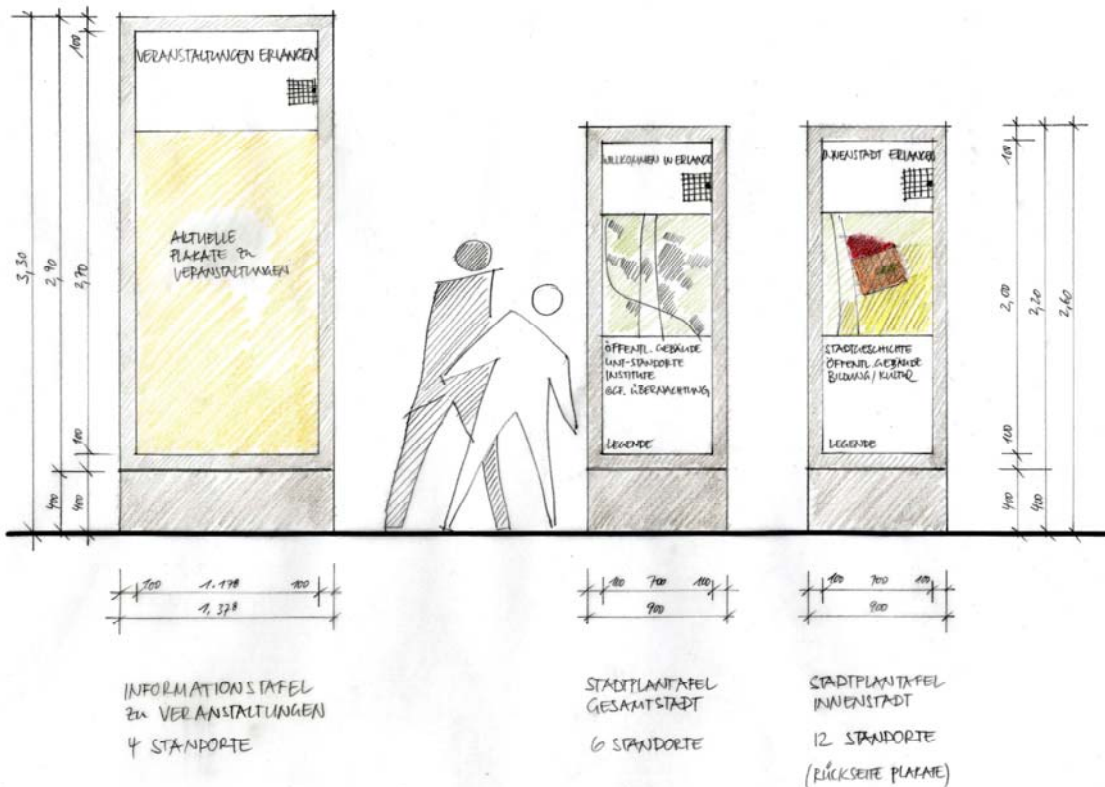 VERANSTALTUNGEN ERLANGEN
AKTUELLE
PLAKATE zu
VERANSTALTUNGEN
WILLKOMMEN IN ERLANGEN
ÖFFENTL. GEBÄUDE
UNI-STANDORTE
INSTITUTE
GGF. ÜBERNACHTUNG
LEGENDE
INNENSTADT ERLANGEN
STADTGESCHICHTE
ÖFFENTL. GEBÄUDE
BILDUNG/KULTUR
LEGENDE
3,30
2,90
100
2,70
100
400
400
100
2,00
100
400
2,20
400
2,60
100 1.178 100
1,378
100 700 100
900
100 700 100
900
INFORMATIONSTAFEL
zu VERANSTALTUNGEN
4 STANDORTE
STADTPLANTAFEL
GESAMTSTADT
6 STANDORTE
STADTPLANTAFEL
INNENSTADT
12 STANDORTE
(RÜCKSEITE PLAKATE)